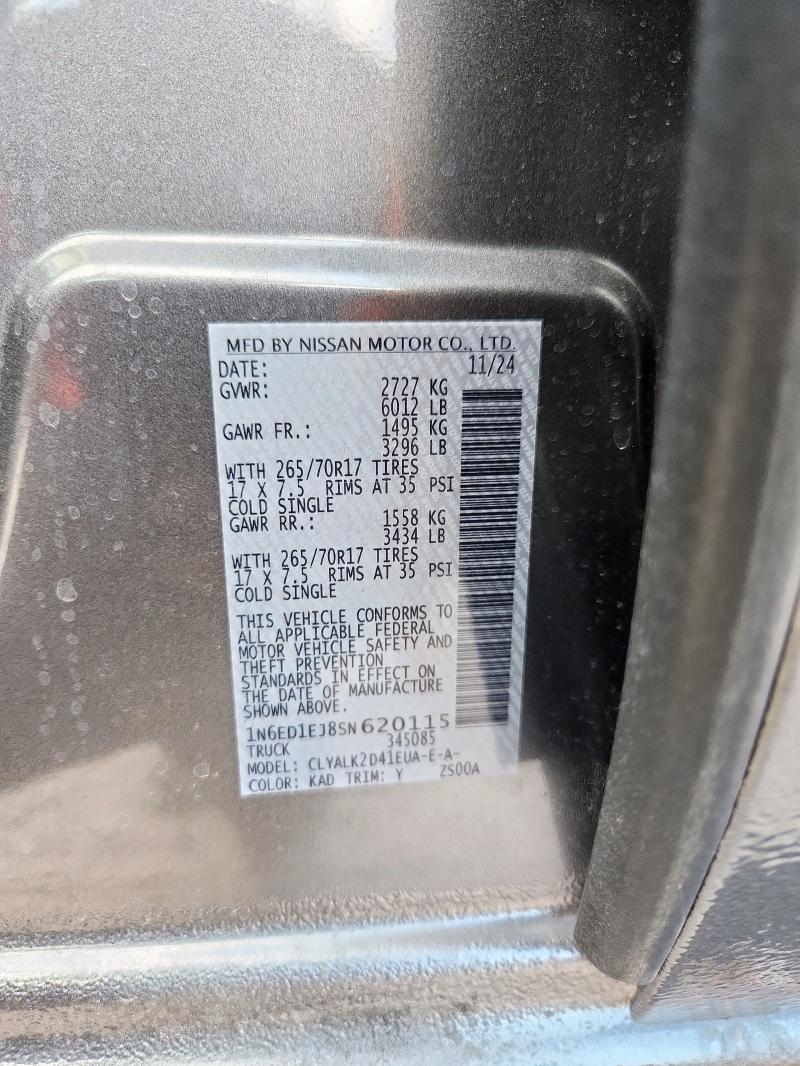 MFD BY NISSAN MOTOR CO., LTD.
DATE: 11/24
GVWR: 2727 KG
6012 LB
GAWR FR.: 1495 KG
3296 LB
WITH 265/70R17 TIRES
17 X 7.5 RIMS AT 35 PSI
COLD SINGLE
GAWR RR.: 1558 KG
3434 LB
WITH 265/70R17 TIRES
17 X 7.5 RIMS AT 35 PSI
COLD SINGLE
THIS VEHICLE CONFORMS TO
ALL APPLICABLE FEDERAL
MOTOR VEHICLE SAFETY AND
THEFT PREVENTION
STANDARDS IN EFFECT ON
THE DATE OF MANUFACTURE
SHOWN ABOVE.
1N6ED1EJ8SN620115
TRUCK 345085
MODEL: CLYALK2D41EUA-E-A-
COLOR: KAD TRIM: Y ZS00A